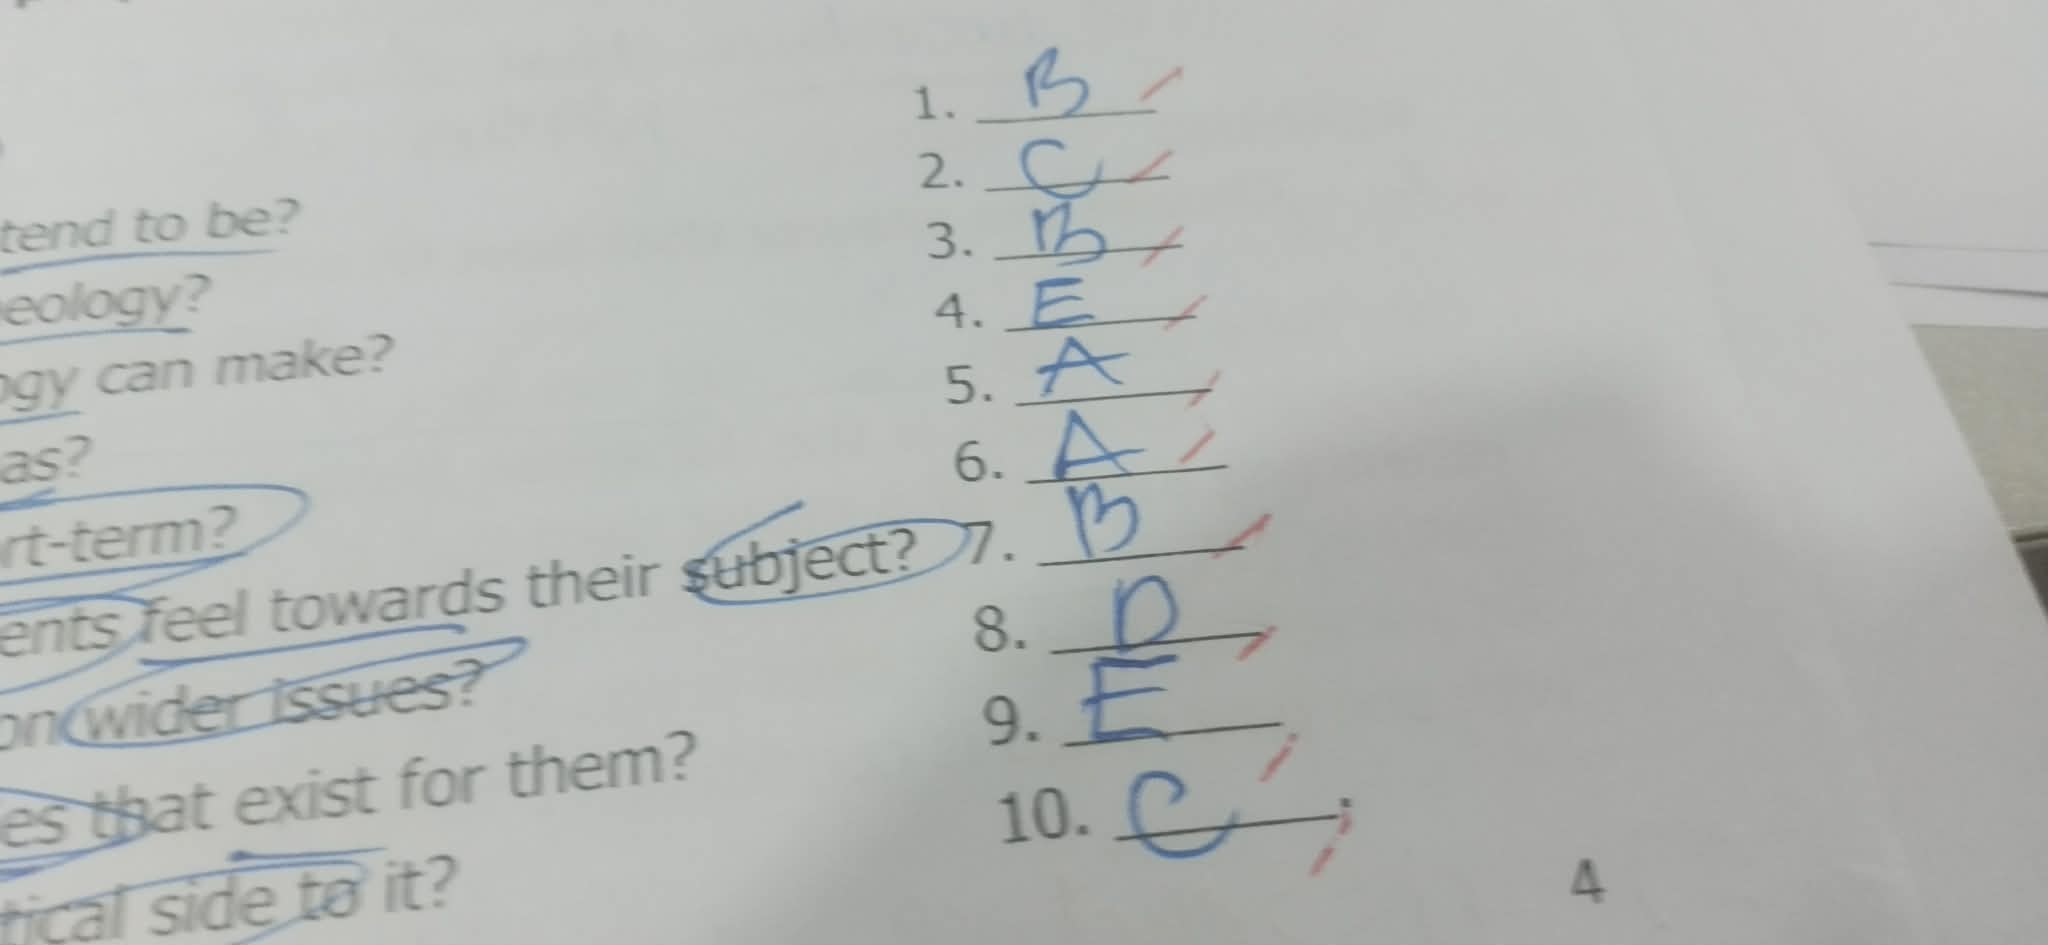 1. B
2. C
tend to be?
3. B
eology?
4. E
ogy can make?
5. A
as?
6. A
rt-term?
ents feel towards their subject?
7. B
on wider issues?
8. D
es that exist for them?
9. E
tical side to it?
10. C
4